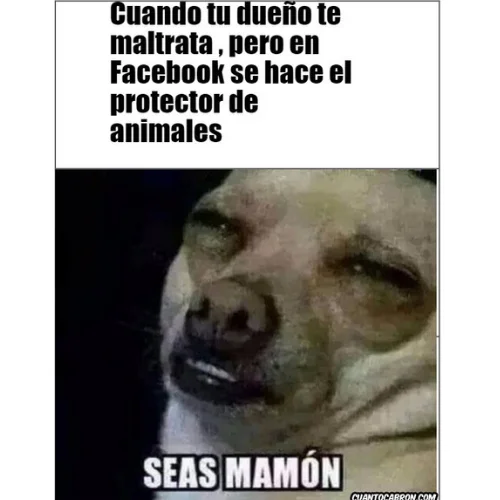 Cuando tu dueño te
maltrata , pero en
Facebook se hace el
protector de
animales
SEAS MAMÓN
CUANTOCABRON.COM